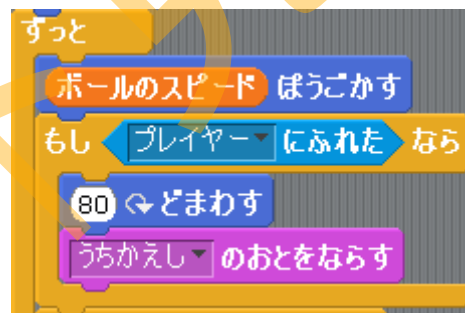 ずっと
ボールのスピード ほうごかす
もし プレイヤー にふれた なら
80 どまわす
うちかえし のおとをならす